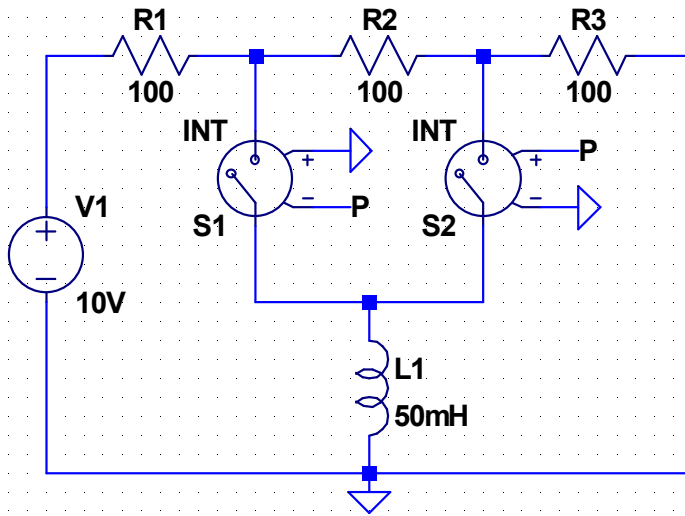 R1
R2
R3
100
100
100
INT
INT
+
+
P
−
P
−
S1
S2
V1
+
−
10V
L1
50mH